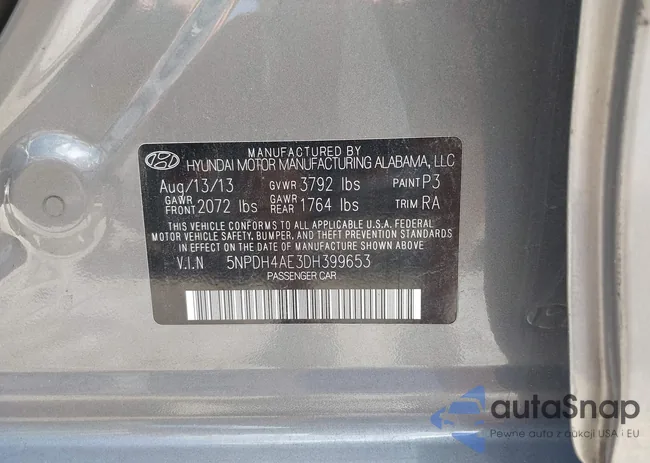 MANUFACTURED BY
HYUNDAI MOTOR MANUFACTURING ALABAMA, LLC
Aug/13/13 GVWR 3792 lbs PAINT P3
GAWR FRONT 2072 lbs GAWR REAR 1764 lbs TRIM RA
THIS VEHICLE CONFORMS TO ALL APPLICABLE U.S.A. FEDERAL
MOTOR VEHICLE SAFETY, BUMPER, AND THEFT PREVENTION STANDARDS
IN EFFECT ON THE DATE OF MANUFACTURE SHOWN ABOVE.
V.I.N 5NPDH4AE3DH399653
PASSENGER CAR
autoSnap
Pewne auto z aukcji USA i EU